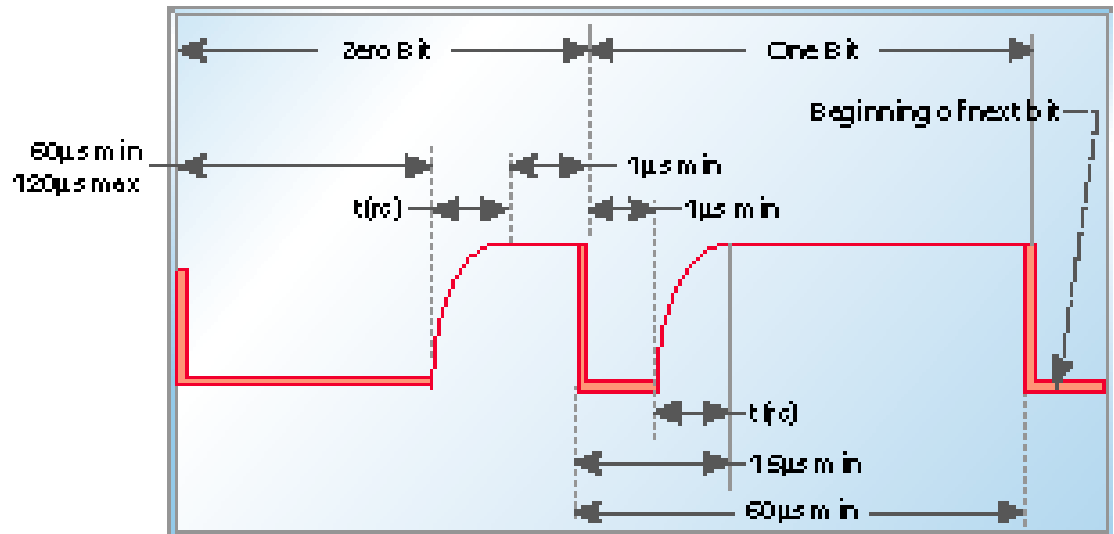 Zero Bit
One Bit
Beginning of next bit
60µs min
120µs max
1µs min
t(rc)
1µs min
t(rc)
15µs min
60µs min